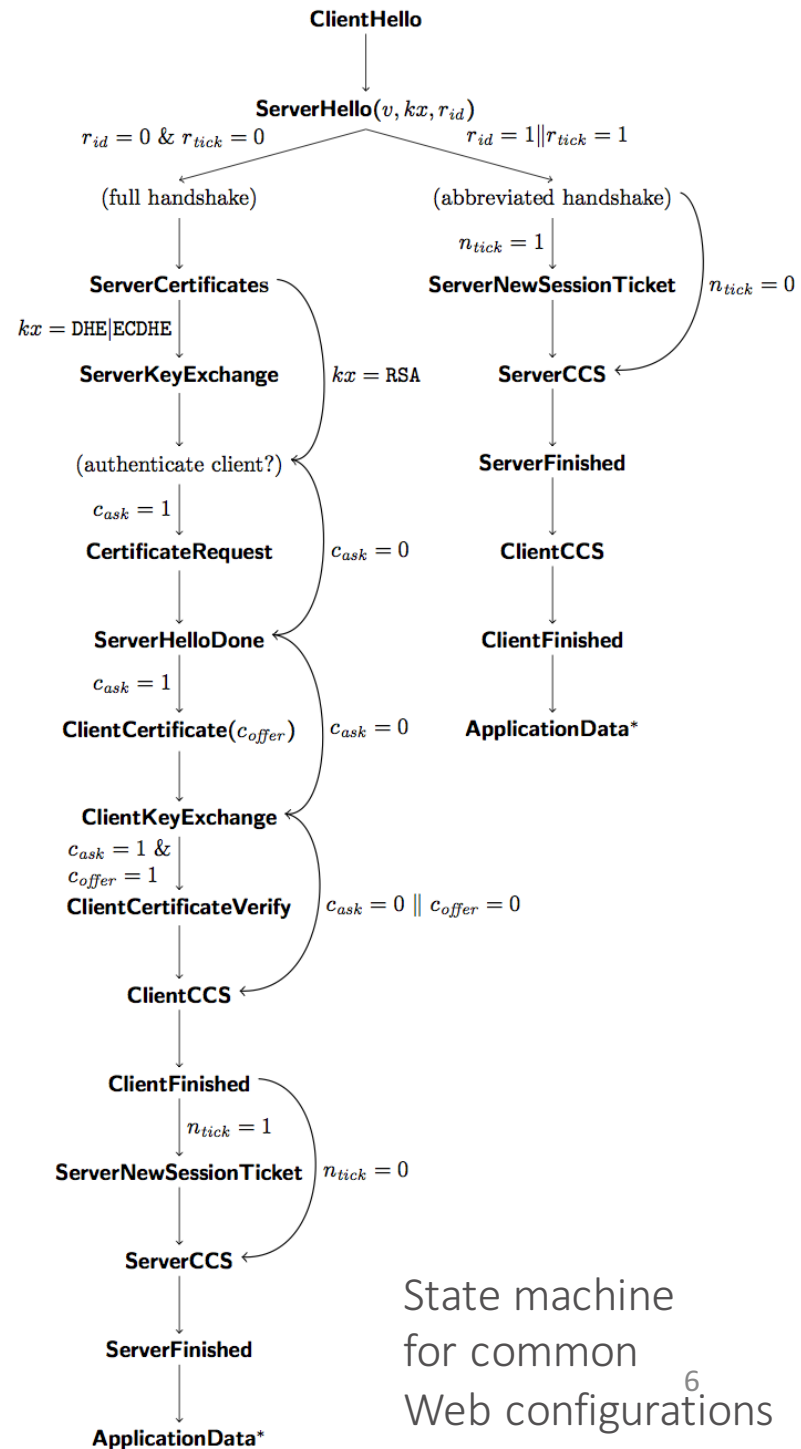 ClientHello
ServerHello(v, kx, r_id)
r_id = 0 & r_tick = 0
r_id = 1||r_tick = 1
(full handshake)
(abbreviated handshake)
n_tick = 1
ServerCertificates
ServerNewSessionTicket
n_tick = 0
kx = DHE|ECDHE
ServerKeyExchange
kx = RSA
ServerCCS
(authenticate client?)
ServerFinished
c_ask = 1
CertificateRequest
c_ask = 0
ClientCCS
ServerHelloDone
ClientFinished
c_ask = 1
ClientCertificate(c_offer)
c_ask = 0
ApplicationData*
ClientKeyExchange
c_ask = 1 &
c_offer = 1
ClientCertificateVerify
c_ask = 0 || c_offer = 0
ClientCCS
ClientFinished
n_tick = 1
ServerNewSessionTicket
n_tick = 0
ServerCCS
ServerFinished
ApplicationData*
State machine
for common
Web configurations
6